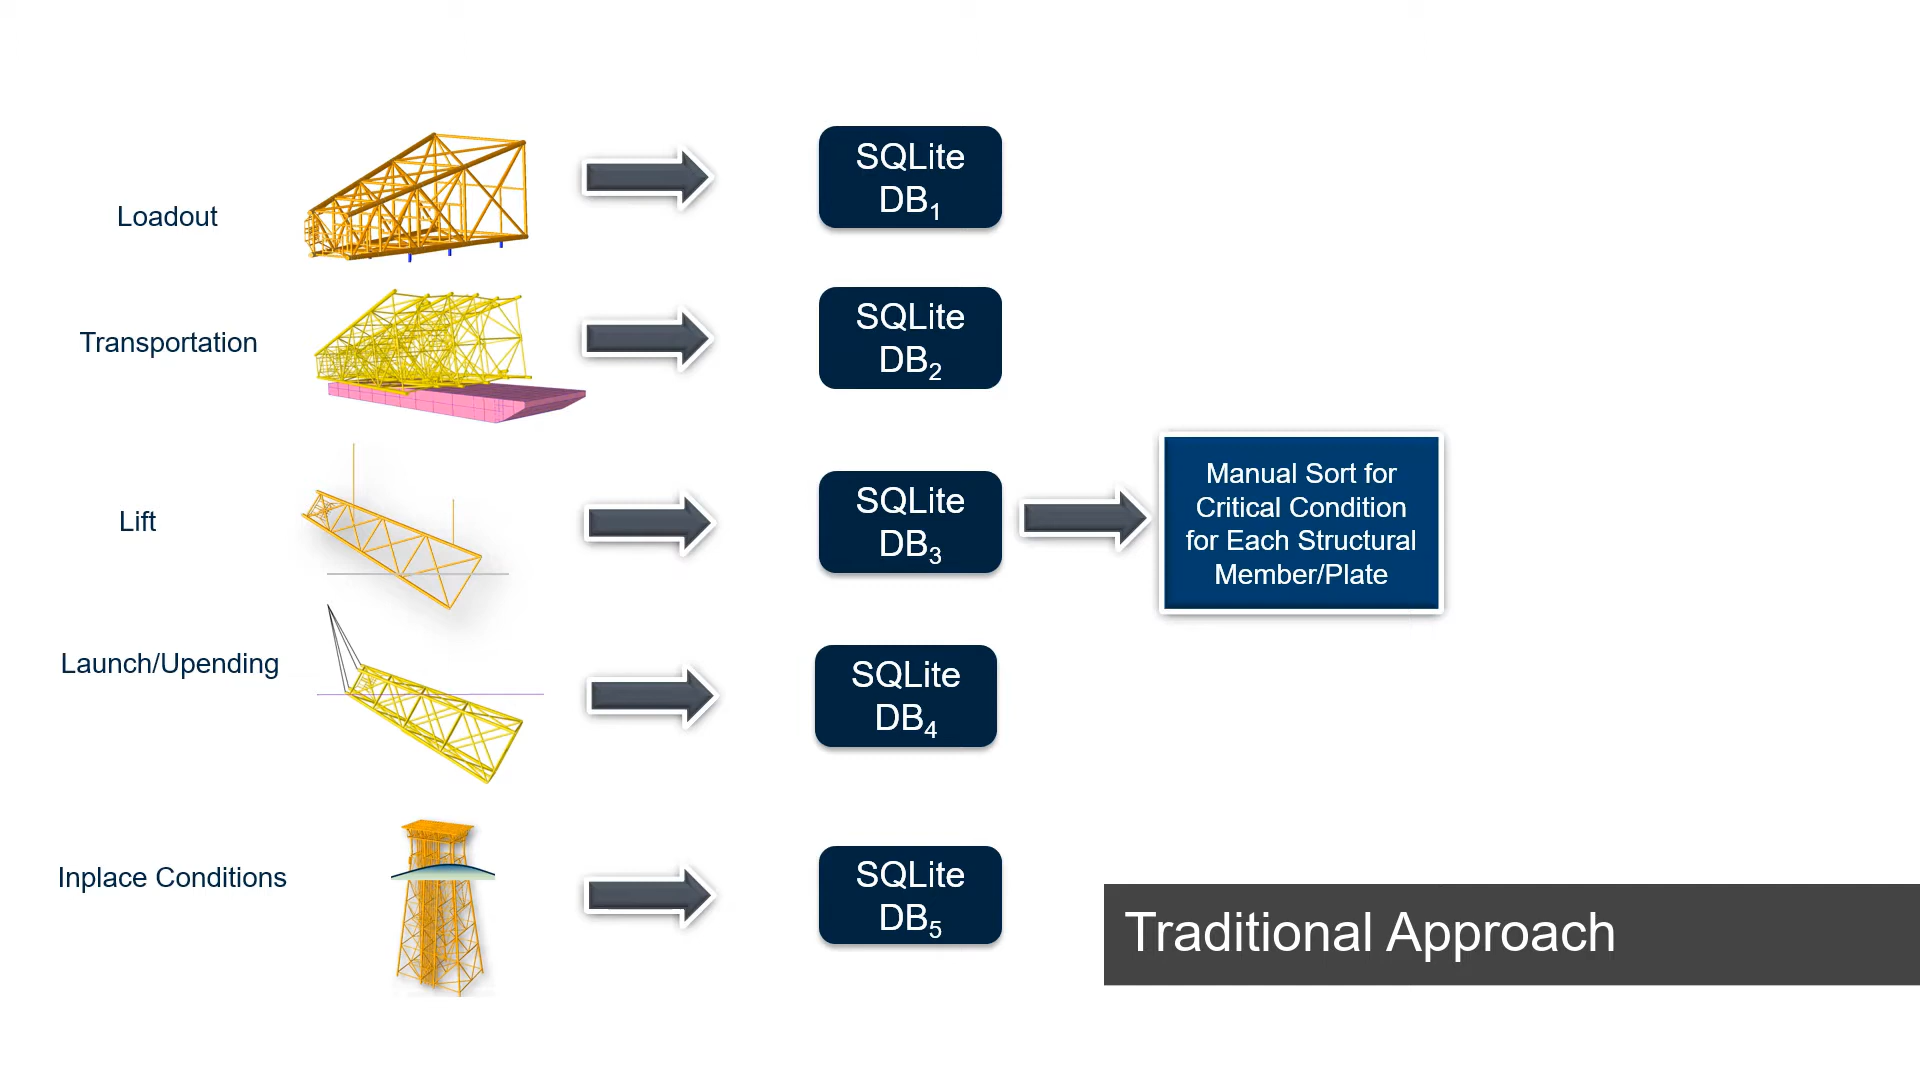 Loadout
SQLite
DB1
Transportation
SQLite
DB2
Lift
SQLite
DB3
Manual Sort for
Critical Condition
for Each Structural
Member/Plate
Launch/Upending
SQLite
DB4
Inplace Conditions
SQLite
DB5
Traditional Approach